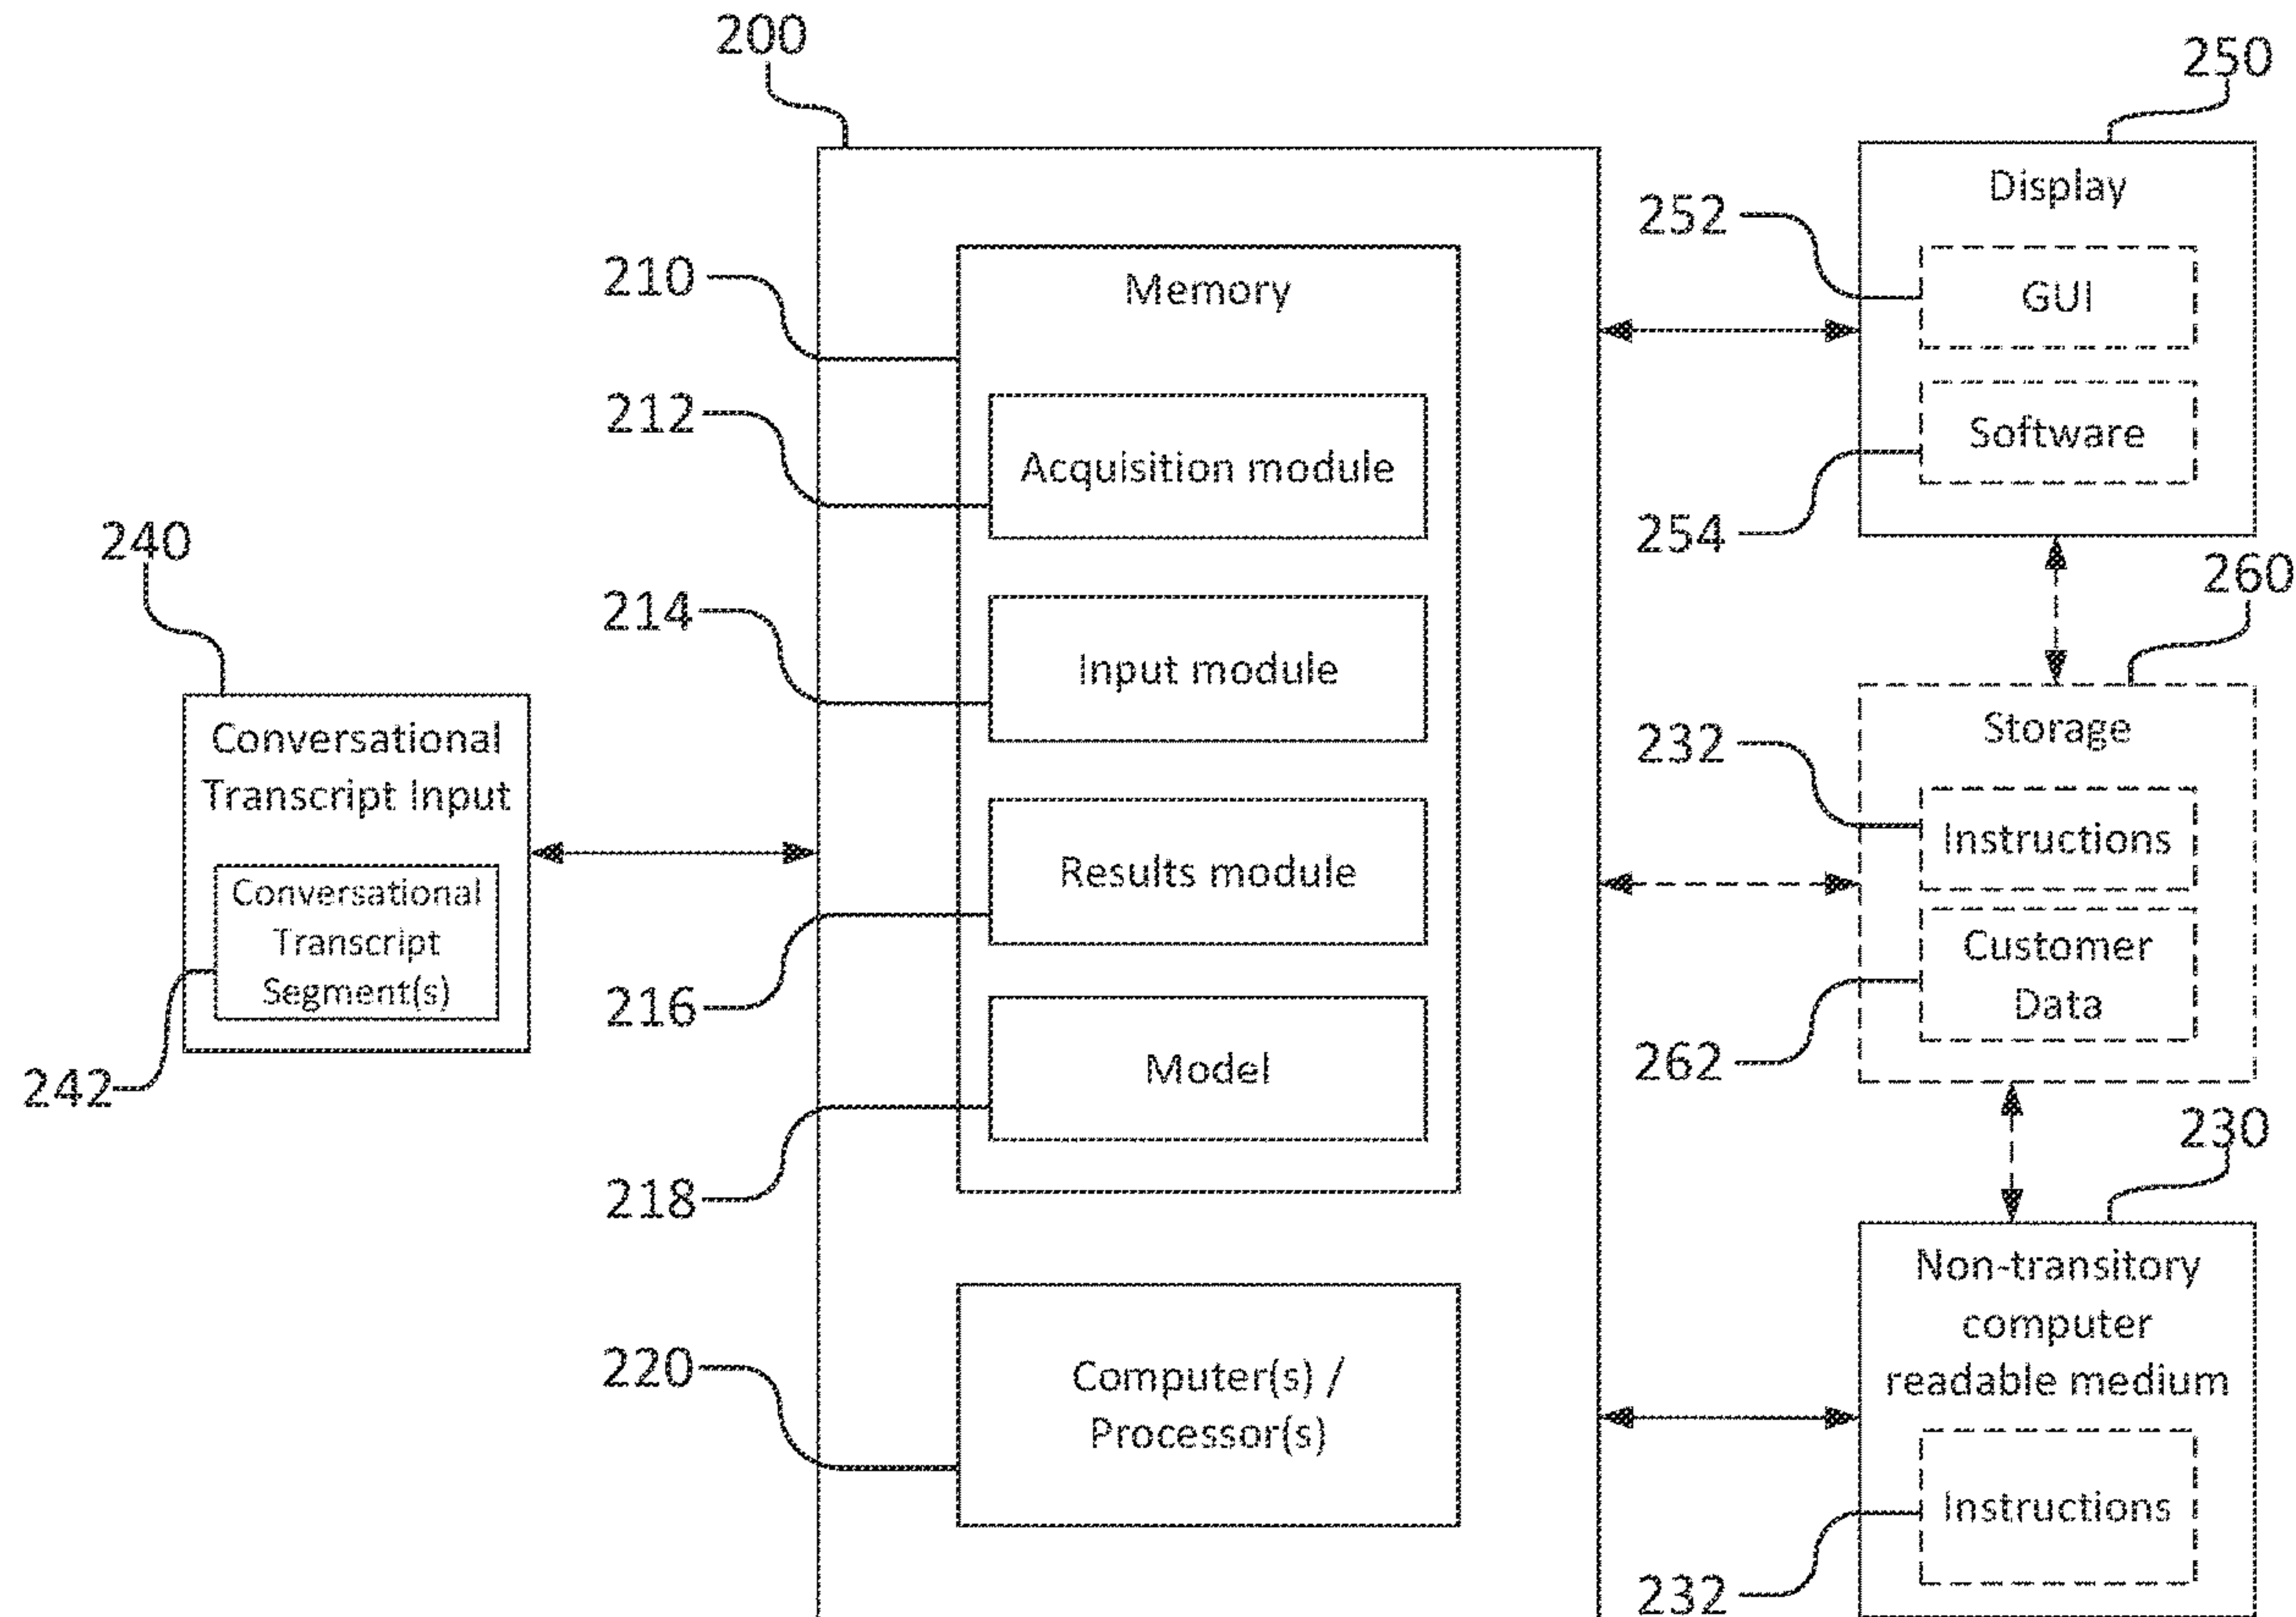 200
250
Display
252
GUI
210
Memory
212
Software
Acquisition module
254
240
260
214
Input module
Storage
232
Conversational
Transcript Input
Instructions
Results module
Conversational
Transcript
Segment(s)
Customer
Data
216
262
242
Model
230
218
Non-transitory
computer
readable medium
220
Computer(s) /
Processor(s)
Instructions
232